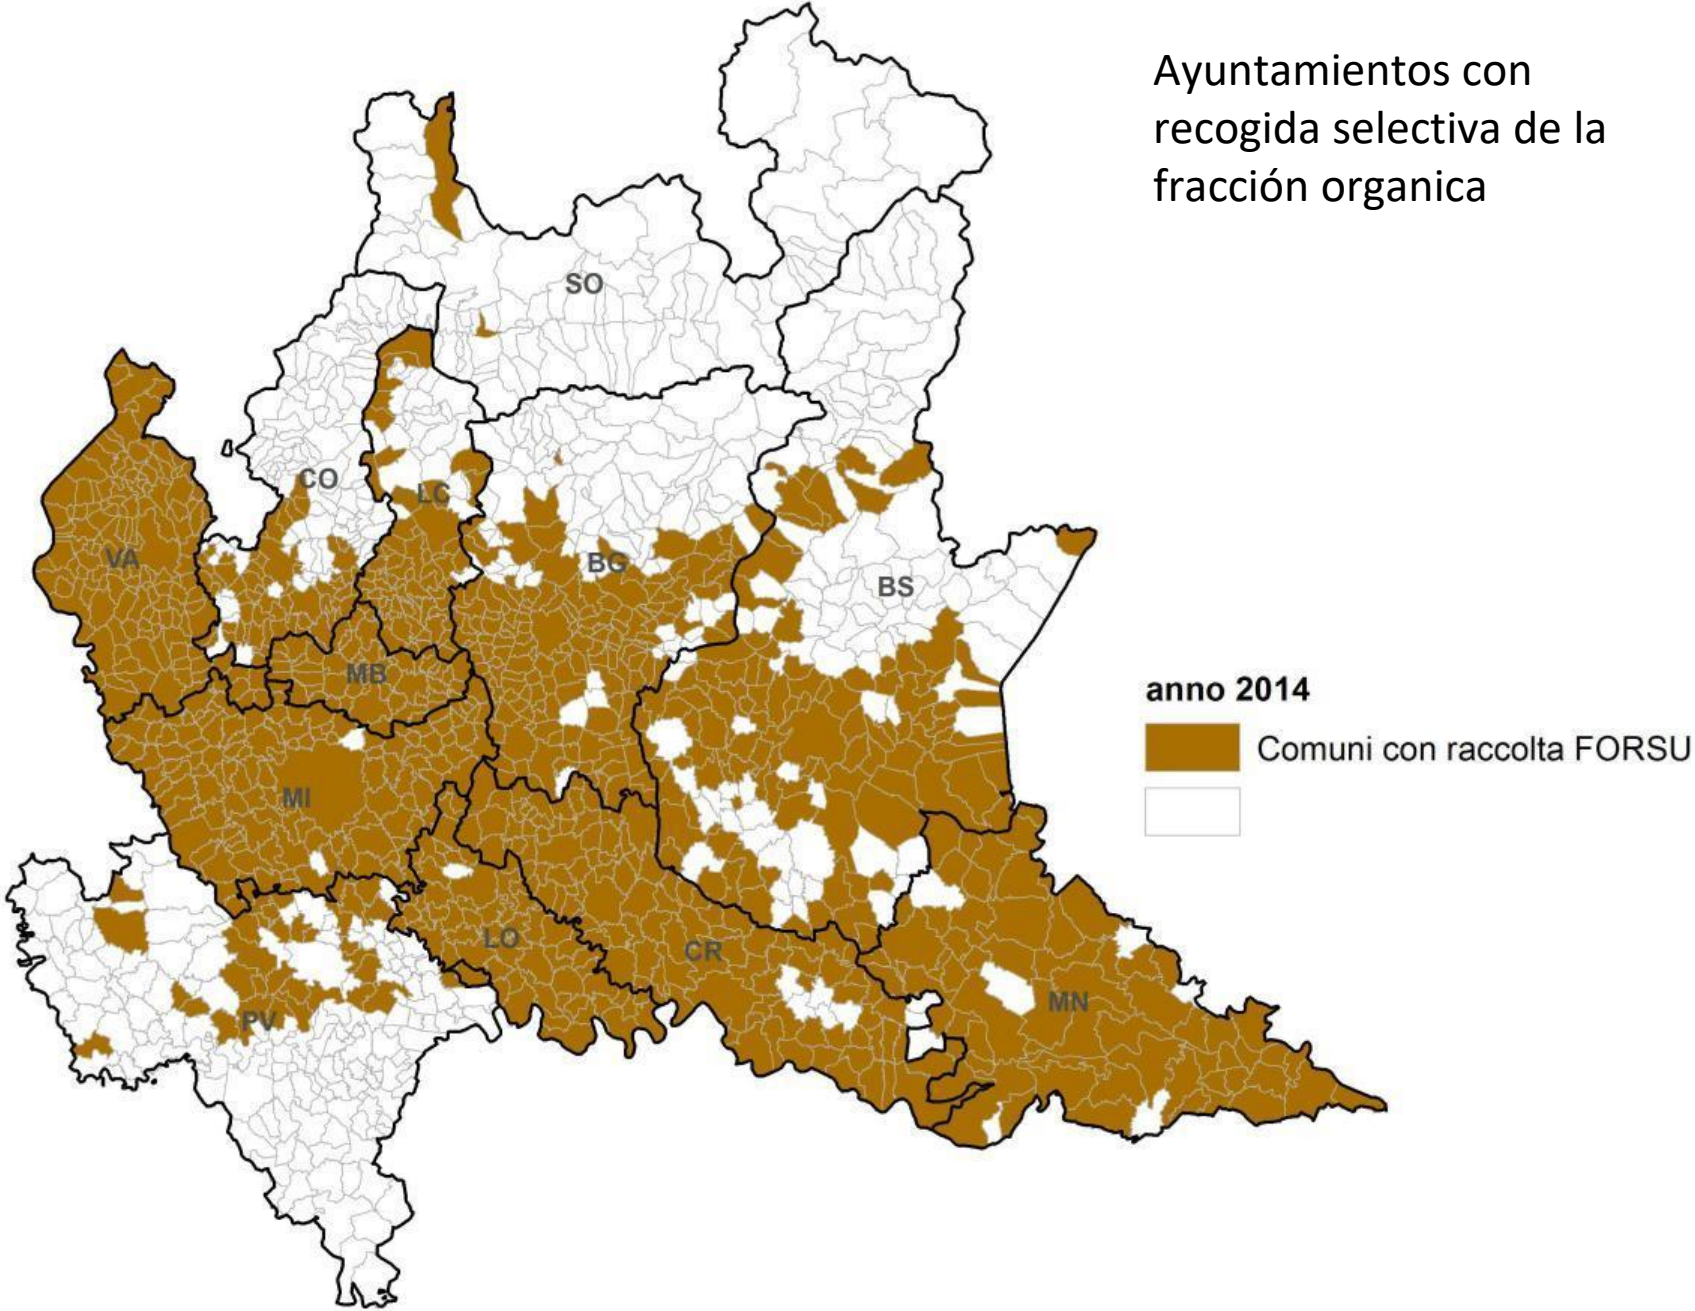 Ayuntamientos con
recogida selectiva de la
fracción organica
SO
CO
LC
VA
BG
BS
MB
MI
LO
CR
PV
MN
anno 2014
Comuni con raccolta FORSU